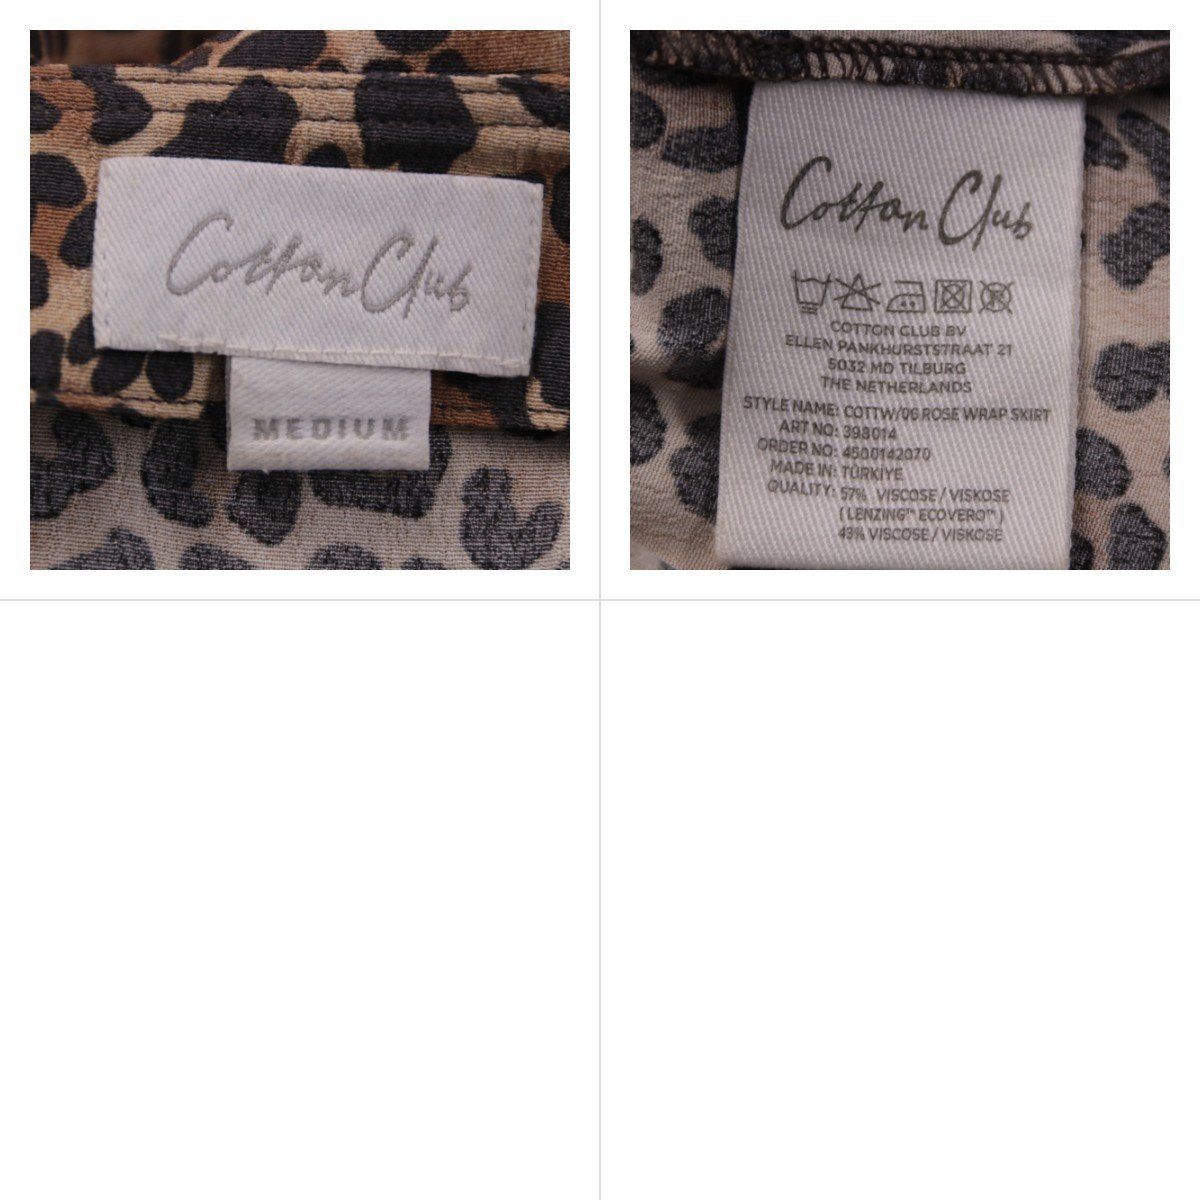 Cotton Club
MEDIUM
Cotton Club
COTTON CLUB BV
ELLEN PANKHURSTSTRAAT 21
5032 MD TILBURG
THE NETHERLANDS
STYLE NAME: COTTW/06 ROSE WRAP SKIRT
ART NO: 398014
ORDER NO: 4500142070
MADE IN: TÜRKIYE
QUALITY: 57% VISCOSE / VISKOSE
( LENZING™ ECOVERO™ )
43% VISCOSE / VISKOSE